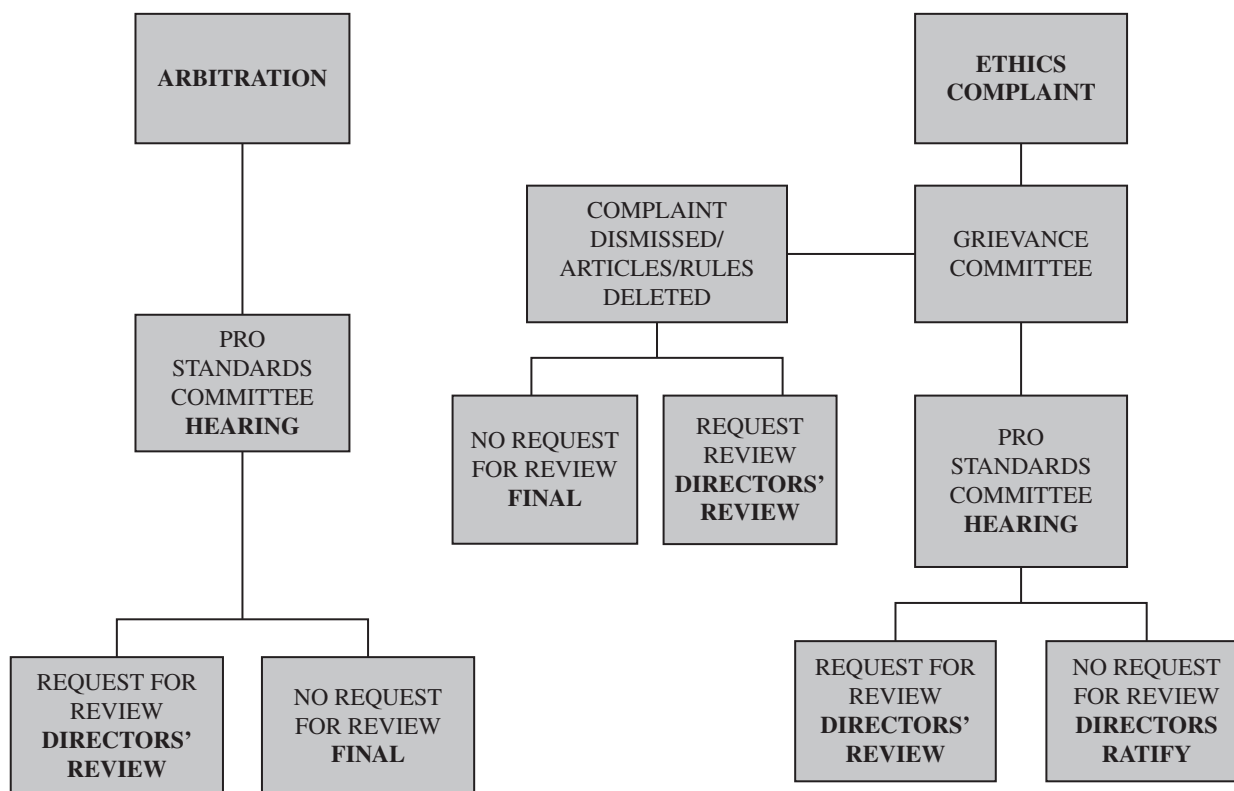 ARBITRATION
ETHICS
COMPLAINT
COMPLAINT
DISMISSED/
ARTICLES/RULES
DELETED
GRIEVANCE
COMMITTEE
PRO
STANDARDS
COMMITTEE
HEARING
NO REQUEST
FOR REVIEW
FINAL
REQUEST
REVIEW
DIRECTORS’
REVIEW
PRO
STANDARDS
COMMITTEE
HEARING
REQUEST FOR
REVIEW
DIRECTORS’
REVIEW
NO REQUEST
FOR REVIEW
FINAL
REQUEST FOR
REVIEW
DIRECTORS’
REVIEW
NO REQUEST
FOR REVIEW
DIRECTORS
RATIFY